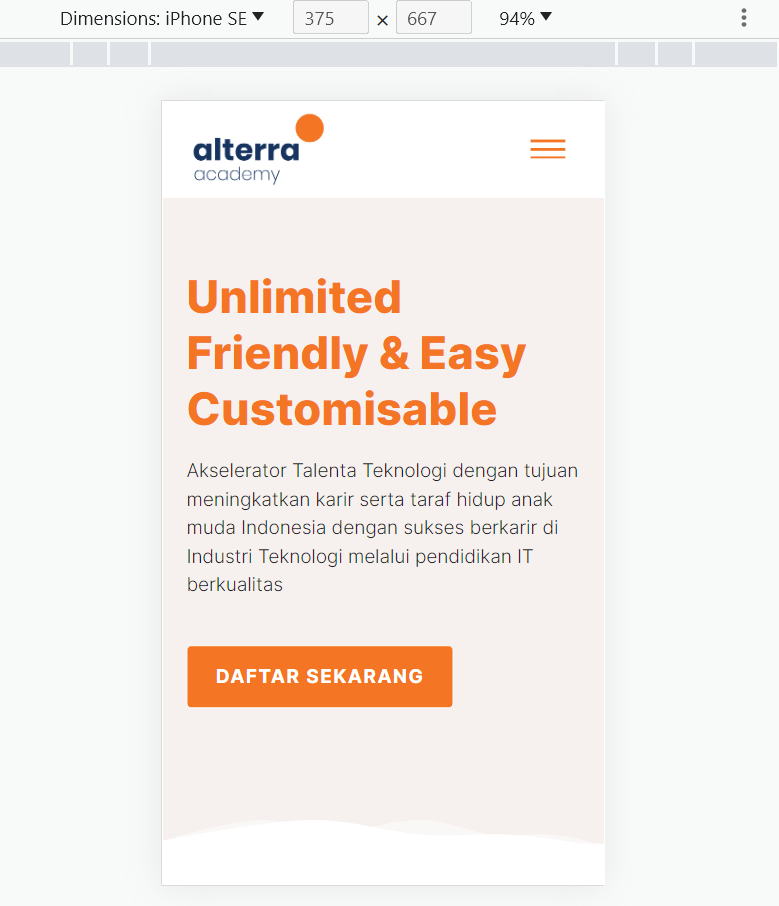 Dimensions: iPhone SE 375 × 667 94%
alterra
academy
Unlimited
Friendly & Easy
Customisable
Akselerator Talenta Teknologi dengan tujuan
meningkatkan karir serta taraf hidup anak
muda Indonesia dengan sukses berkarir di
Industri Teknologi melalui pendidikan IT
berkualitas
DAFTAR SEKARANG